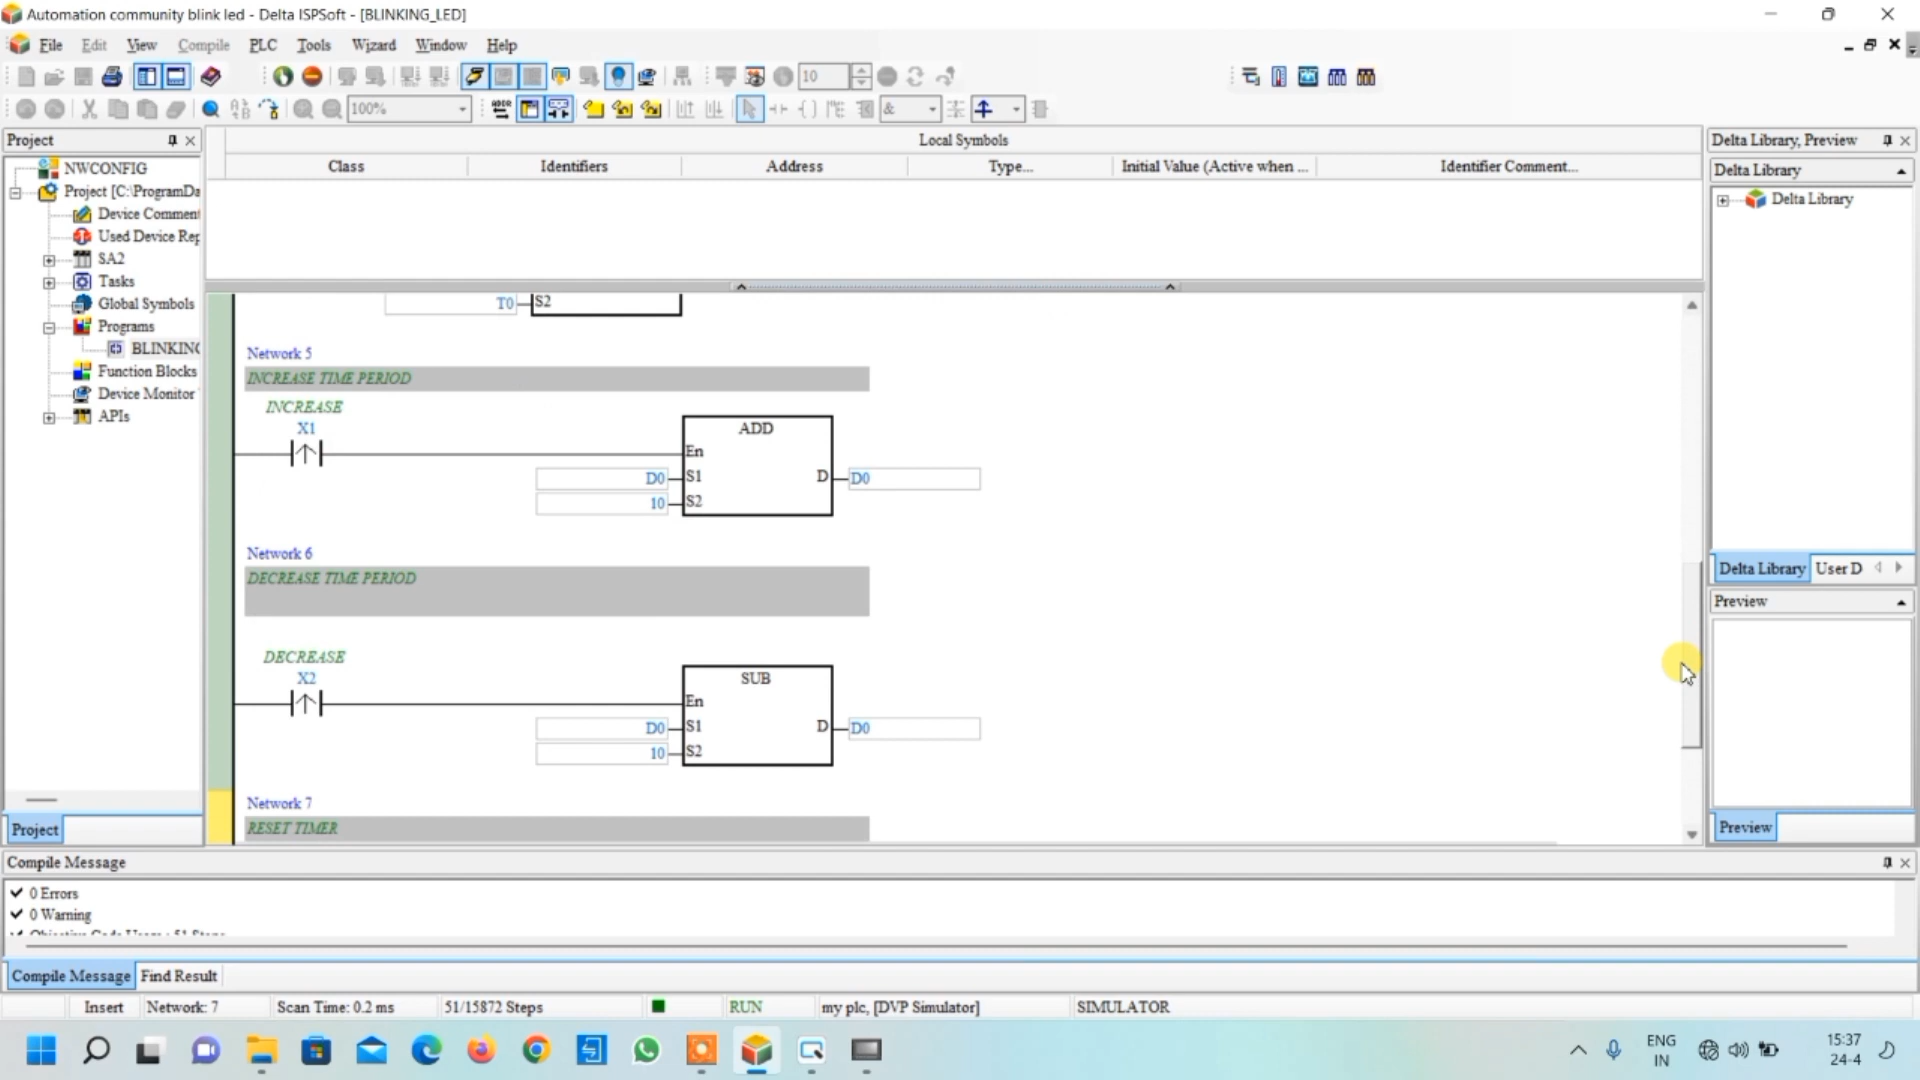 Automation community blink led - Delta ISPSoft - [BLINKING_LED]
File Edit View Compile PLC Tools Wizard Window Help
10
100%
&
Project
NWCONFIG
Project [C:\ProgramDa
Device Comment
Used Device Rep
SA2
Tasks
Global Symbols
Programs
BLINKING
Function Blocks
Device Monitor
APIs
Project
Local Symbols
Class Identifiers Address Type... Initial Value (Active when ... Identifier Comment...
T0 S2
Network 5
INCREASE TIME PERIOD
INCREASE
X1
ADD
En
D0 S1 D D0
10 S2
Network 6
DECREASE TIME PERIOD
DECREASE
X2
SUB
En
D0 S1 D D0
10 S2
Network 7
RESET TIMER
Delta Library, Preview
Delta Library
Delta Library
Delta Library User D
Preview
Preview
Compile Message
0 Errors
0 Warning
Compile Message Find Result
Insert Network: 7 Scan Time: 0.2 ms 51/15872 Steps RUN my plc, [DVP Simulator] SIMULATOR
ENG
IN
15:37
24-4